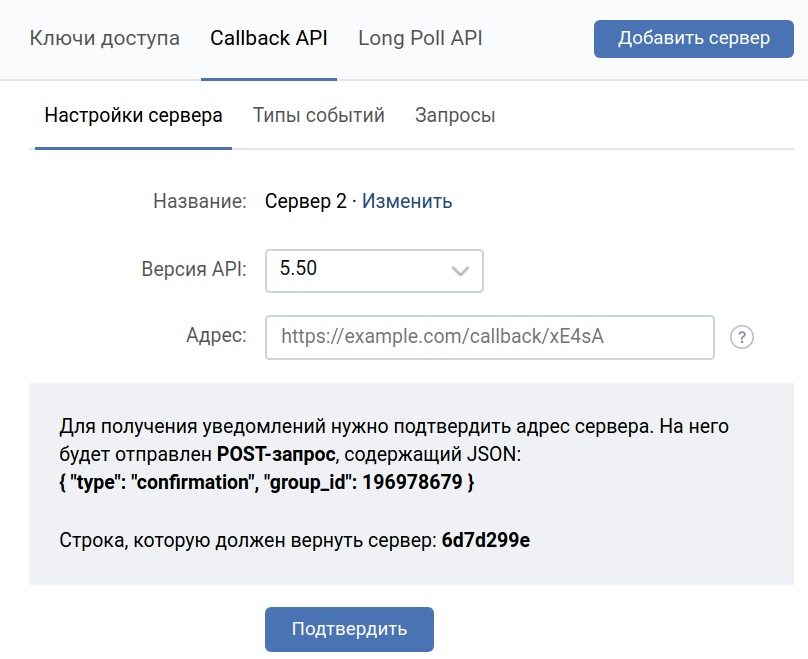 Ключи доступа Callback API Long Poll API Добавить сервер
Настройки сервера Типы событий Запросы
Название: Сервер 2 · Изменить
Версия API: 5.50
Адрес: https://example.com/callback/xE4sA ?
Для получения уведомлений нужно подтвердить адрес сервера. На него
будет отправлен POST-запрос, содержащий JSON:
{ "type": "confirmation", "group_id": 196978679 }
Строка, которую должен вернуть сервер: 6d7d299e
Подтвердить